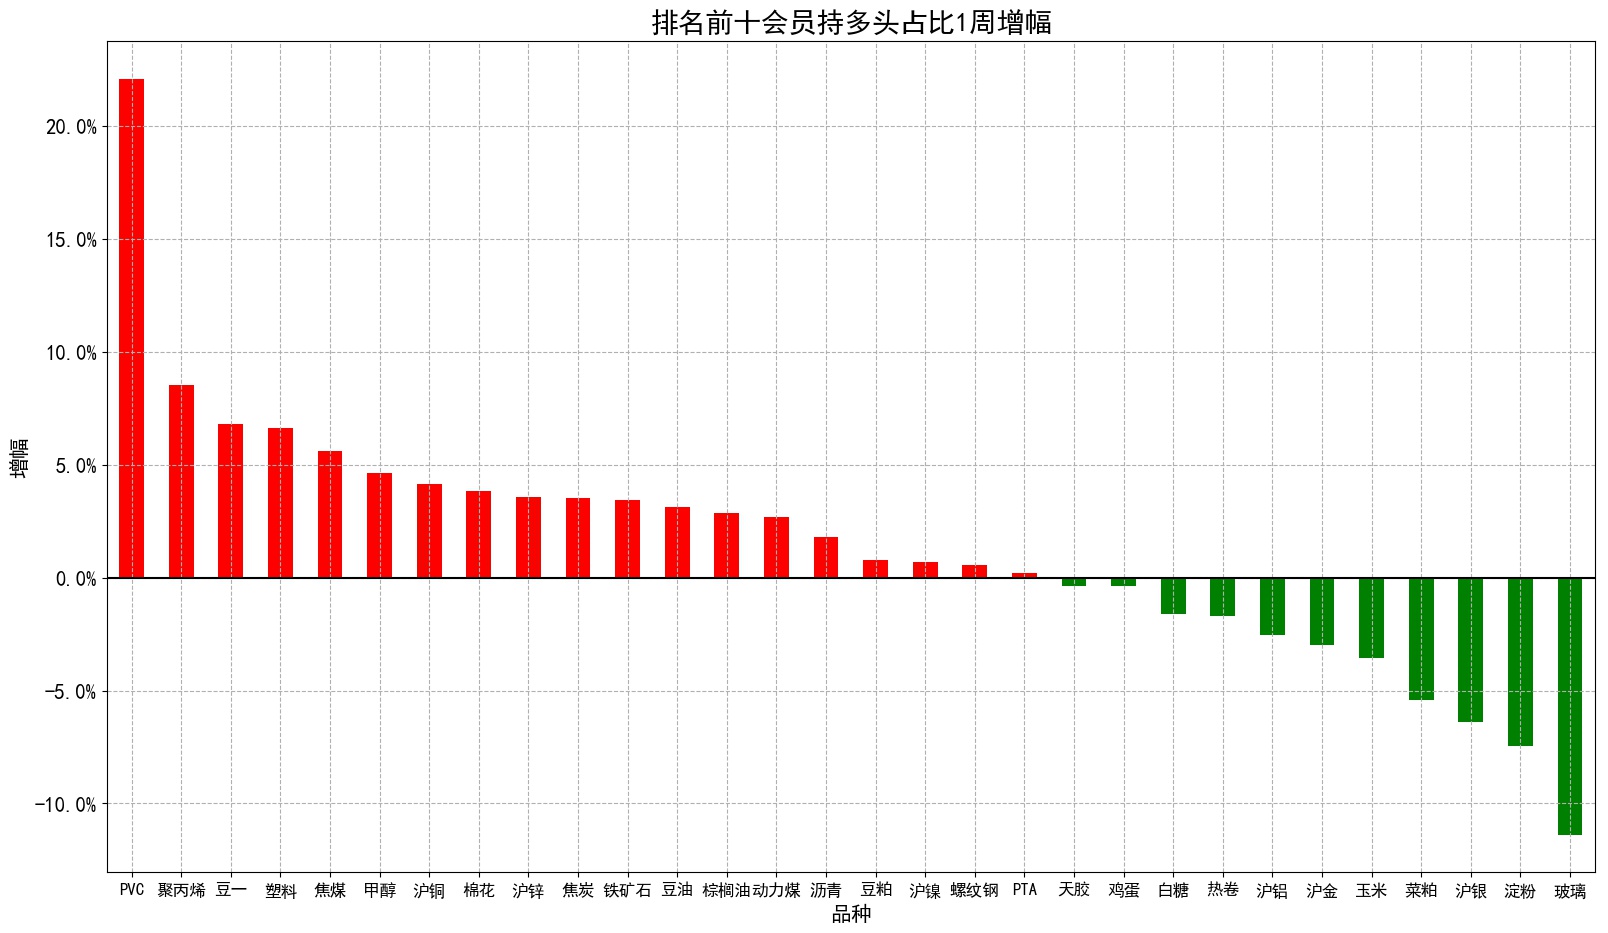 排名前十会员持多头占比1周增幅
增幅
20.0%
15.0%
10.0%
5.0%
0.0%
-5.0%
-10.0%
PVC 聚丙烯 豆一 塑料 焦煤 甲醇 沪铜 棉花 沪锌 焦炭 铁矿石 豆油 棕榈油 动力煤 沥青 豆粕 沪镍 螺纹钢 PTA 天胶 鸡蛋 白糖 热卷 沪铝 沪金 玉米 菜粕 沪银 淀粉 玻璃
品种